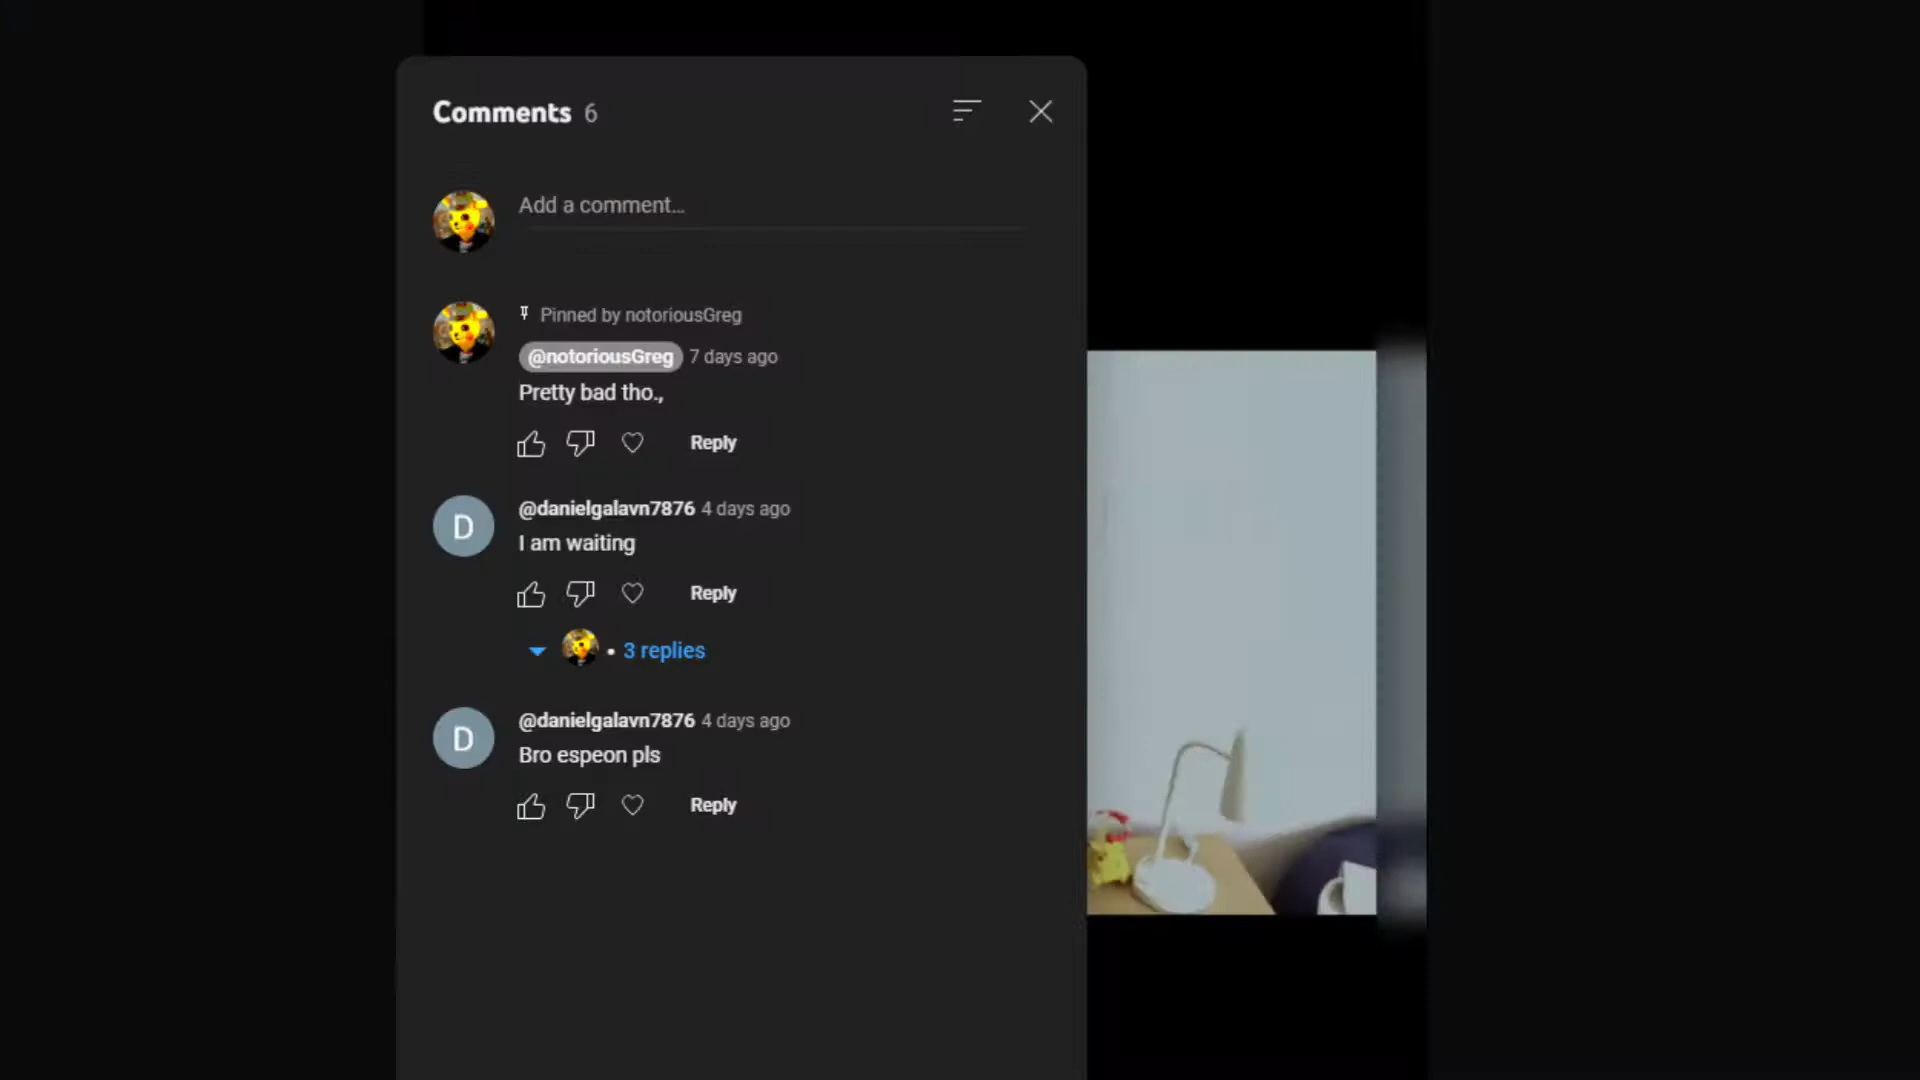 Comments 6
Add a comment...
Pinned by notoriousGreg
@notoriousGreg 7 days ago
Pretty bad tho.,
Reply
D
@danielgalavn7876 4 days ago
I am waiting
Reply
• 3 replies
D
@danielgalavn7876 4 days ago
Bro espeon pls
Reply